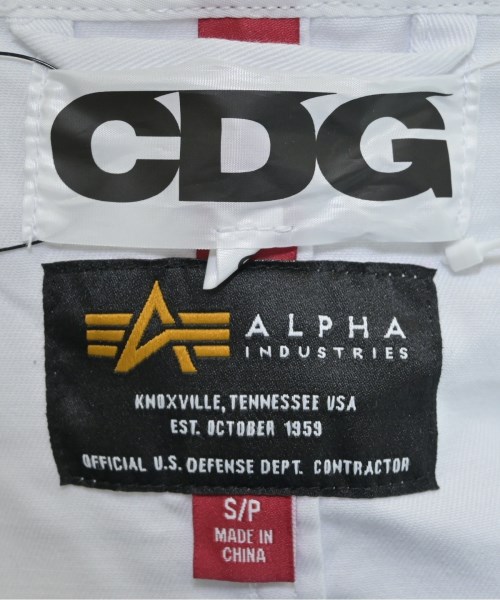 CDG
ALPHA
INDUSTRIES
KNOXVILLE, TENNESSEE USA
EST. OCTOBER 1959
OFFICIAL U.S. DEFENSE DEPT. CONTRACTOR
S/P
MADE IN
CHINA